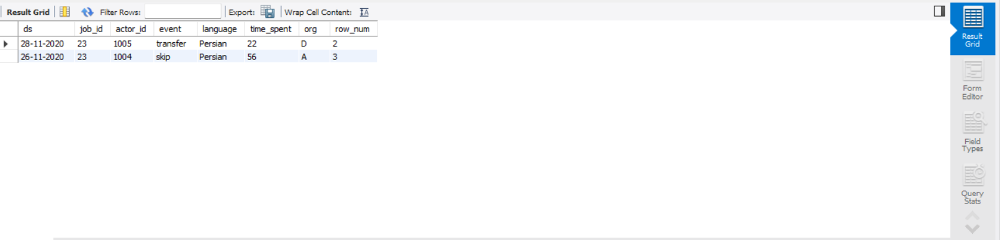 Result Grid Filter Rows: Export: Wrap Cell Content: IA
ds job_id actor_id event language time_spent org row_num
28-11-2020 23 1005 transfer Persian 22 D 2
26-11-2020 23 1004 skip Persian 56 A 3
Result
Grid
Form
Editor
Field
Types
Query
Stats